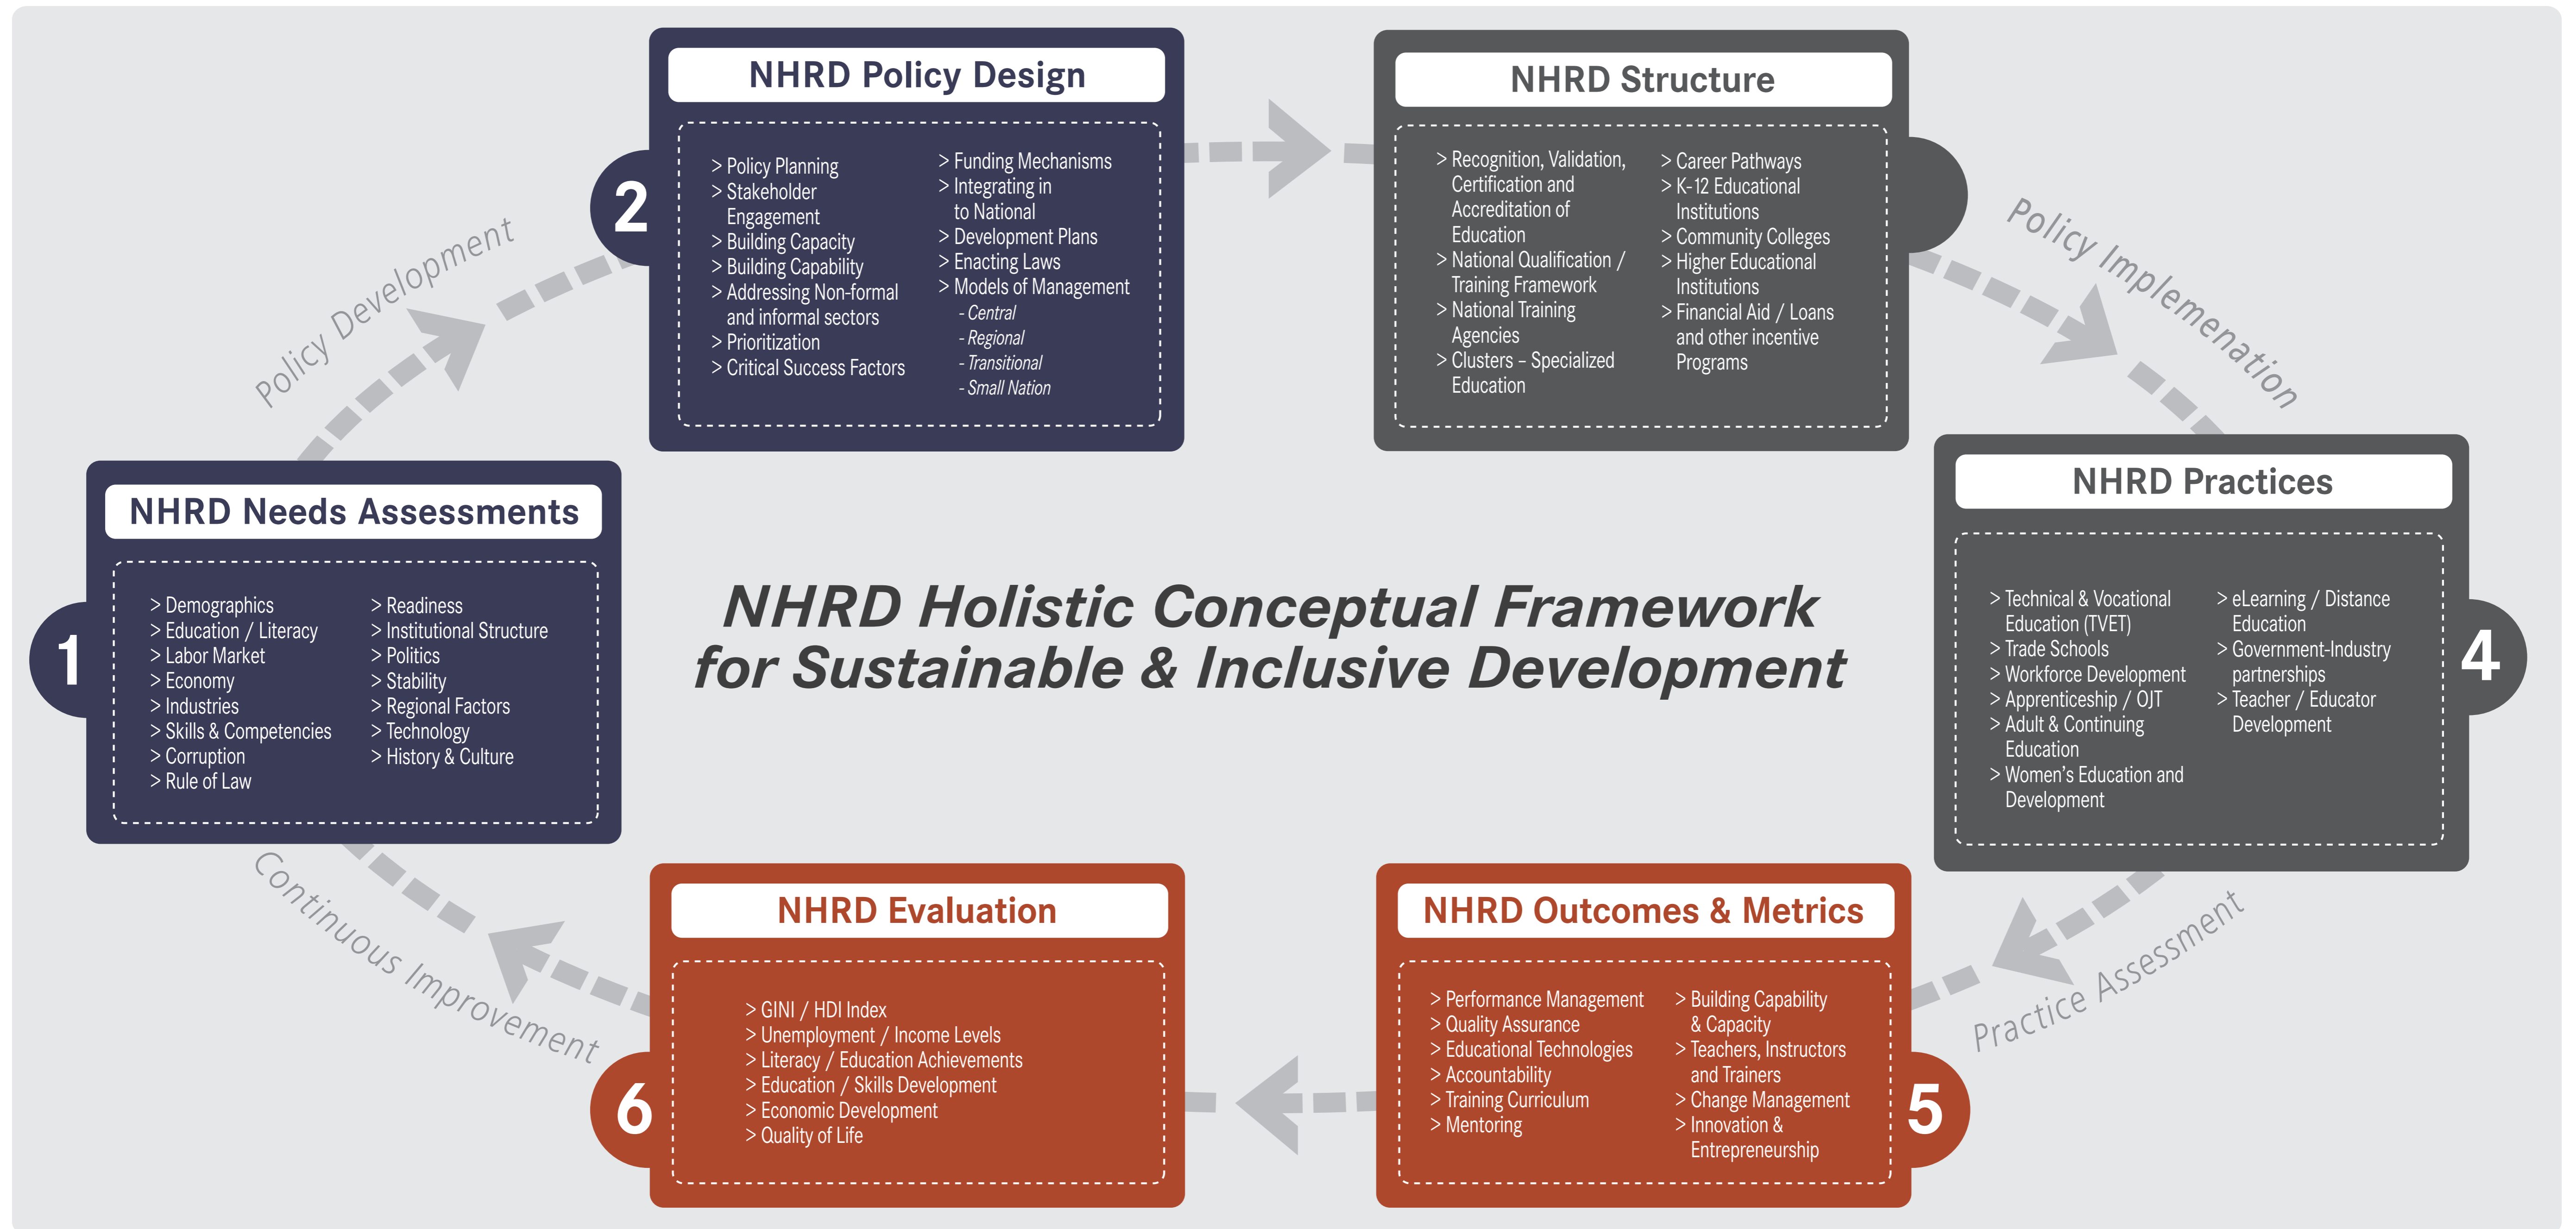 NHRD Holistic Conceptual Framework
for Sustainable & Inclusive Development
1
NHRD Needs Assessments
> Demographics
> Education / Literacy
> Labor Market
> Economy
> Industries
> Skills & Competencies
> Corruption
> Rule of Law
> Readiness
> Institutional Structure
> Politics
> Stability
> Regional Factors
> Technology
> History & Culture
Policy Development
2
NHRD Policy Design
> Policy Planning
> Stakeholder
Engagement
> Building Capacity
> Building Capability
> Addressing Non-formal
and informal sectors
> Prioritization
> Critical Success Factors
> Funding Mechanisms
> Integrating in
to National
> Development Plans
> Enacting Laws
> Models of Management
- Central
- Regional
- Transitional
- Small Nation
NHRD Structure
> Recognition, Validation,
Certification and
Accreditation of
Education
> National Qualification /
Training Framework
> National Training
Agencies
> Clusters – Specialized
Education
> Career Pathways
> K-12 Educational
Institutions
> Community Colleges
> Higher Educational
Institutions
> Financial Aid / Loans
and other incentive
Programs
Policy Implemenation
4
NHRD Practices
> Technical & Vocational
Education (TVET)
> Trade Schools
> Workforce Development
> Apprenticeship / OJT
> Adult & Continuing
Education
> Women's Education and
Development
> eLearning / Distance
Education
> Government-Industry
partnerships
> Teacher / Educator
Development
Practice Assessment
5
NHRD Outcomes & Metrics
> Performance Management
> Quality Assurance
> Educational Technologies
> Accountability
> Training Curriculum
> Mentoring
> Building Capability
& Capacity
> Teachers, Instructors
and Trainers
> Change Management
> Innovation &
Entrepreneurship
6
NHRD Evaluation
> GINI / HDI Index
> Unemployment / Income Levels
> Literacy / Education Achievements
> Education / Skills Development
> Economic Development
> Quality of Life
Continuous Improvement